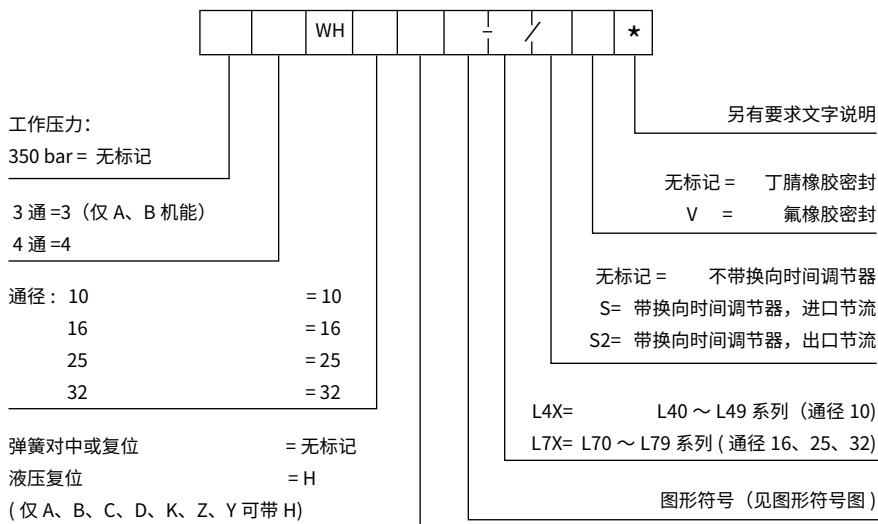 WH - / *
工作压力：
350 bar = 无标记
3 通 =3（仅 A、B 机能）
4 通 =4
通径： 10 = 10
16 = 16
25 = 25
32 = 32
弹簧对中或复位 = 无标记
液压复位 = H
( 仅 A、B、C、D、K、Z、Y 可带 H)
另有要求文字说明
无标记 = 丁腈橡胶密封
V = 氟橡胶密封
无标记 = 不带换向时间调节器
S= 带换向时间调节器，进口节流
S2= 带换向时间调节器，出口节流
L4X= L40 ～ L49 系列（通径 10)
L7X= L70 ～ L79 系列 ( 通径 16、25、32)
图形符号（见图形符号图 )